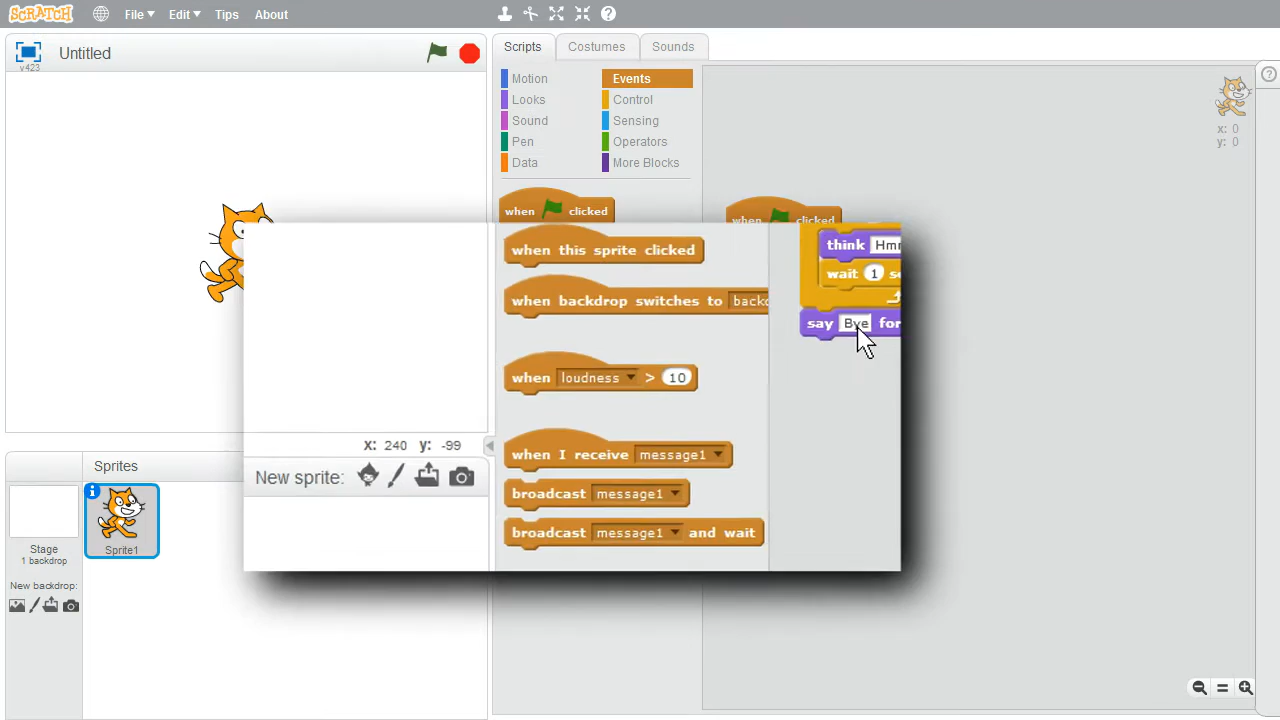 SCRATCH File Edit Tips About
Untitled
v423
Scripts Costumes Sounds
Motion Events
Looks Control
Sound Sensing
Pen Operators
Data More Blocks
x: 0
y: 0
when clicked
when clicked
when this sprite clicked
when backdrop switches to
when loudness > 10
when I receive message1
broadcast message1
broadcast message1 and wait
think
wait 1
say Bye for
x: 240 y: -99
New sprite:
Sprites
Stage
1 backdrop
New backdrop:
Sprite1